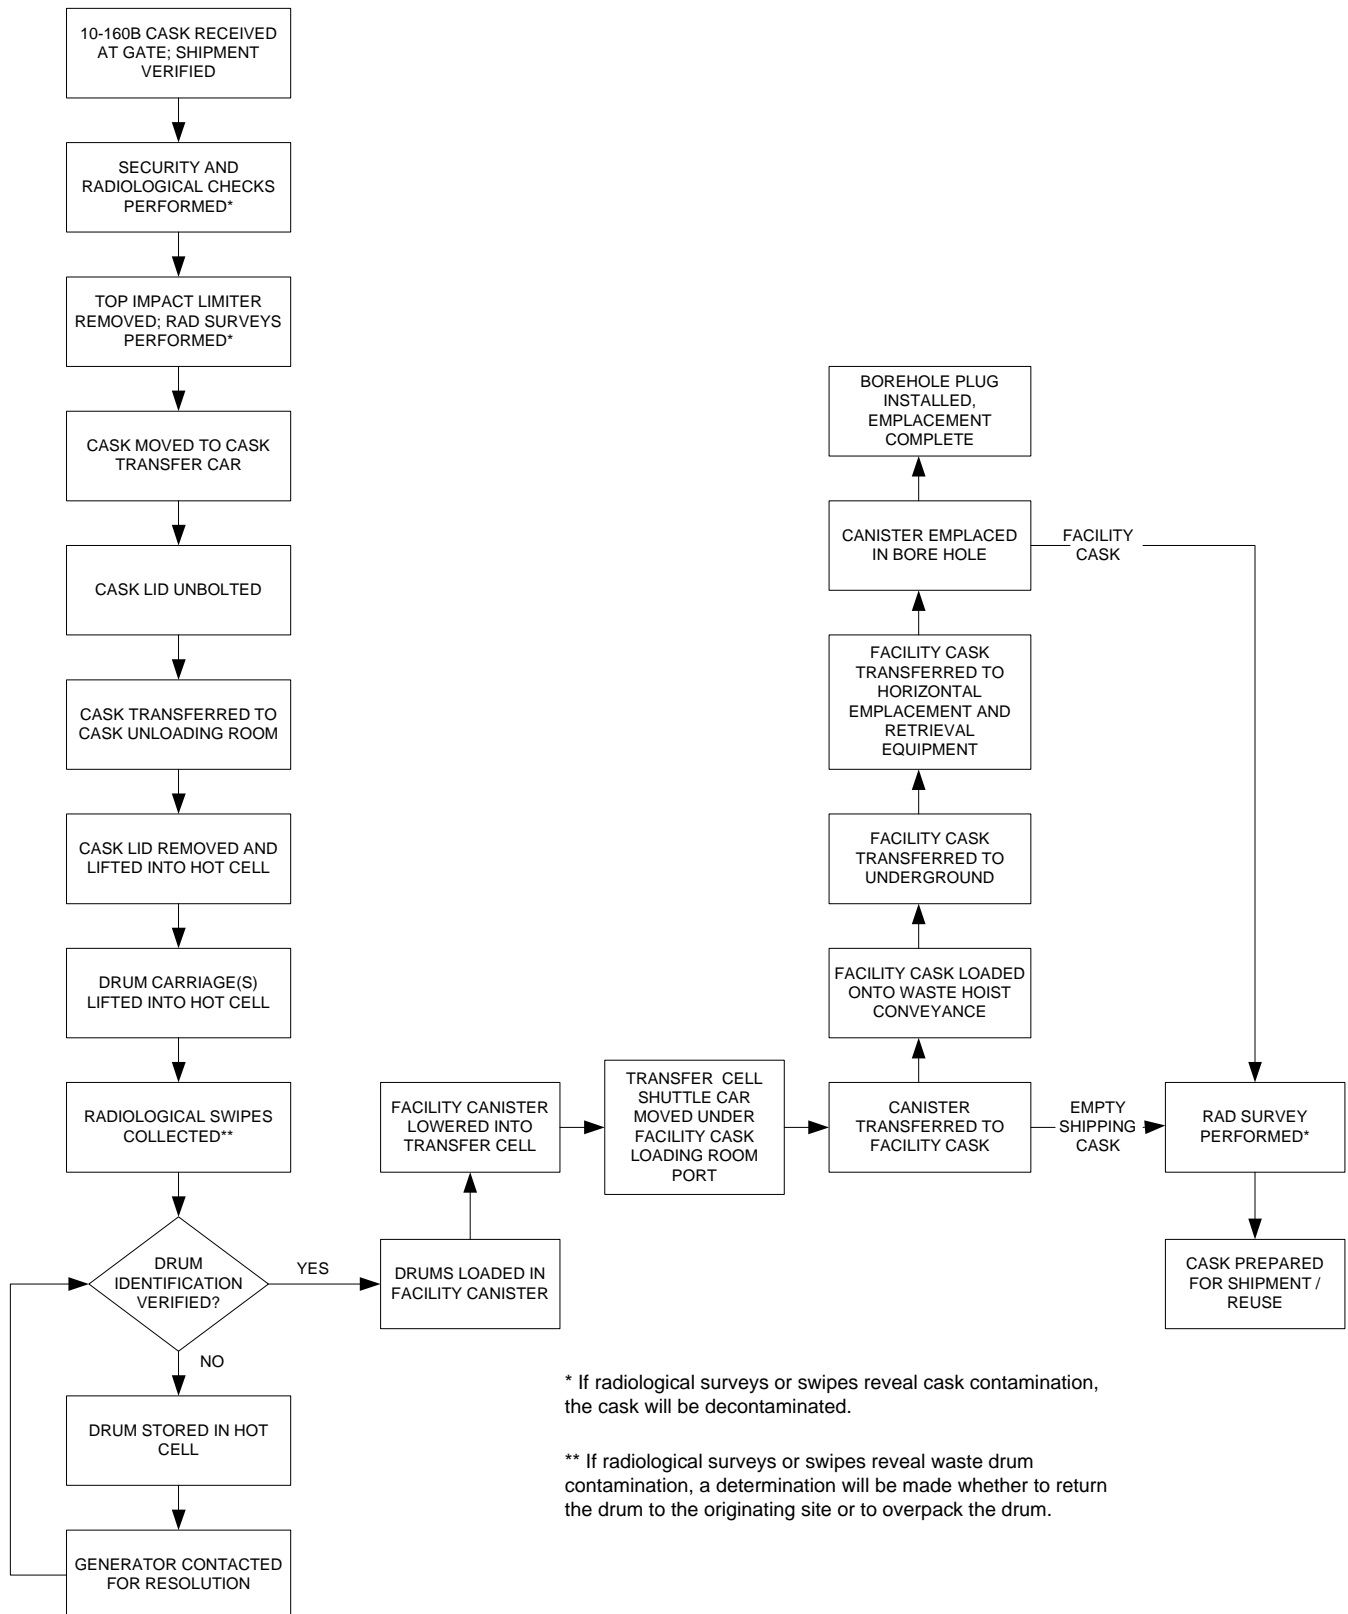 10-160B CASK RECEIVED
AT GATE; SHIPMENT
VERIFIED
SECURITY AND
RADIOLOGICAL CHECKS
PERFORMED*
TOP IMPACT LIMITER
REMOVED; RAD SURVEYS
PERFORMED*
CASK MOVED TO CASK
TRANSFER CAR
CASK LID UNBOLTED
CASK TRANSFERRED TO
CASK UNLOADING ROOM
CASK LID REMOVED AND
LIFTED INTO HOT CELL
DRUM CARRIAGE(S)
LIFTED INTO HOT CELL
RADIOLOGICAL SWIPES
COLLECTED**
DRUM
IDENTIFICATION
VERIFIED?
NO
DRUM STORED IN HOT
CELL
GENERATOR CONTACTED
FOR RESOLUTION
YES
DRUMS LOADED IN
FACILITY CANISTER
FACILITY CANISTER
LOWERED INTO
TRANSFER CELL
TRANSFER CELL
SHUTTLE CAR
MOVED UNDER
FACILITY CASK
LOADING ROOM
PORT
CANISTER
TRANSFERRED TO
FACILITY CASK
FACILITY CASK LOADED
ONTO WASTE HOIST
CONVEYANCE
FACILITY CASK
TRANSFERRED TO
UNDERGROUND
FACILITY CASK
TRANSFERRED TO
HORIZONTAL
EMPLACEMENT AND
RETRIEVAL
EQUIPMENT
CANISTER EMPLACED
IN BORE HOLE
BOREHOLE PLUG
INSTALLED,
EMPLACEMENT
COMPLETE
FACILITY
CASK
EMPTY
SHIPPING
CASK
RAD SURVEY
PERFORMED*
CASK PREPARED
FOR SHIPMENT /
REUSE
* If radiological surveys or swipes reveal cask contamination,
the cask will be decontaminated.
** If radiological surveys or swipes reveal waste drum
contamination, a determination will be made whether to return
the drum to the originating site or to overpack the drum.